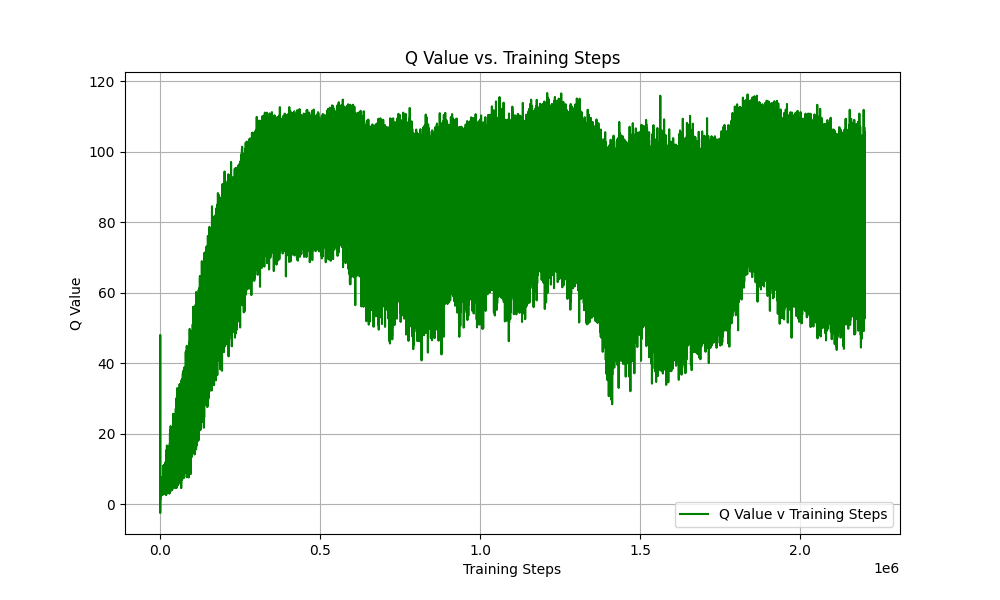 Q Value vs. Training Steps
120
100
80
60
40
20
0
Q Value
Q Value v Training Steps
0.0 0.5 1.0 1.5 2.0
1e6
Training Steps